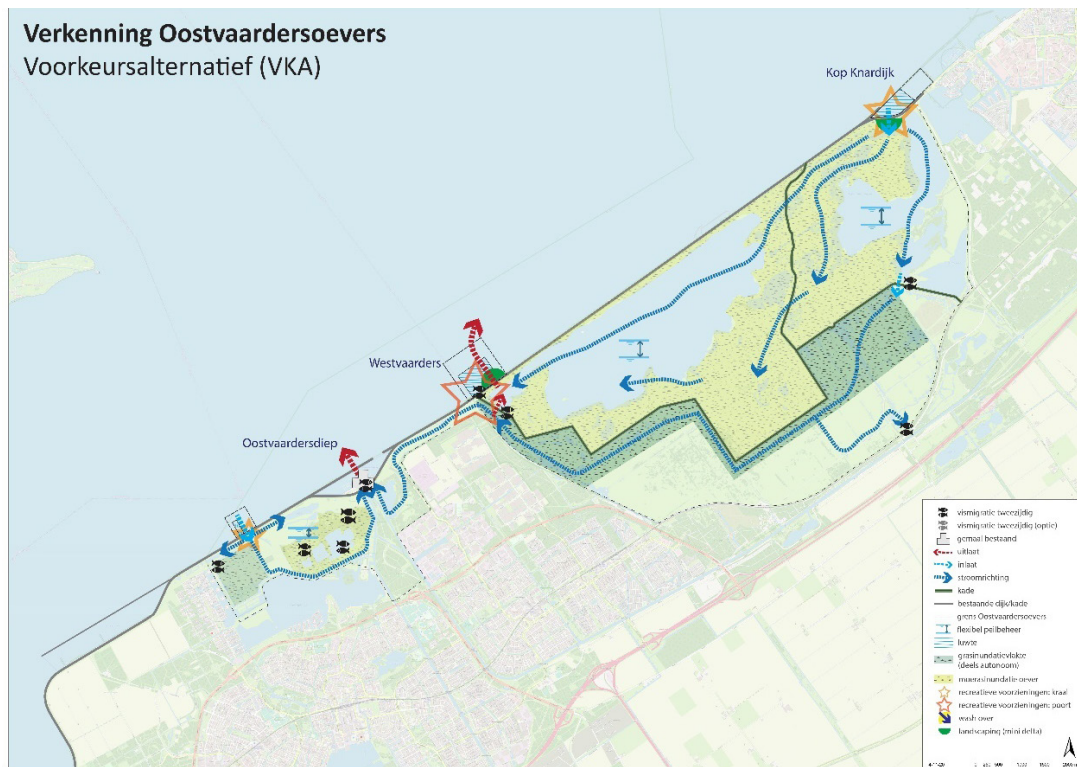 Verkenning Oostvaardersoevers
Voorkeursalternatief (VKA)
Kop Knardijk
Westvaarders
Oostvaardersdiep
vismigratie tweezijdig
vismigratie tweezijdig (optie)
gemaal bestaand
uitlaat
inlaat
stroomrichting
kade
bestaande dijk/kade
grens Oostvaardersoevers
flexibel peilbeheer
luwte
grasinundatievlakte
(deels autonoom)
moerasinundatie oever
recreatieve voorzieningen: kraal
recreatieve voorzieningen: poort
wash over
landscaping (mini delta)